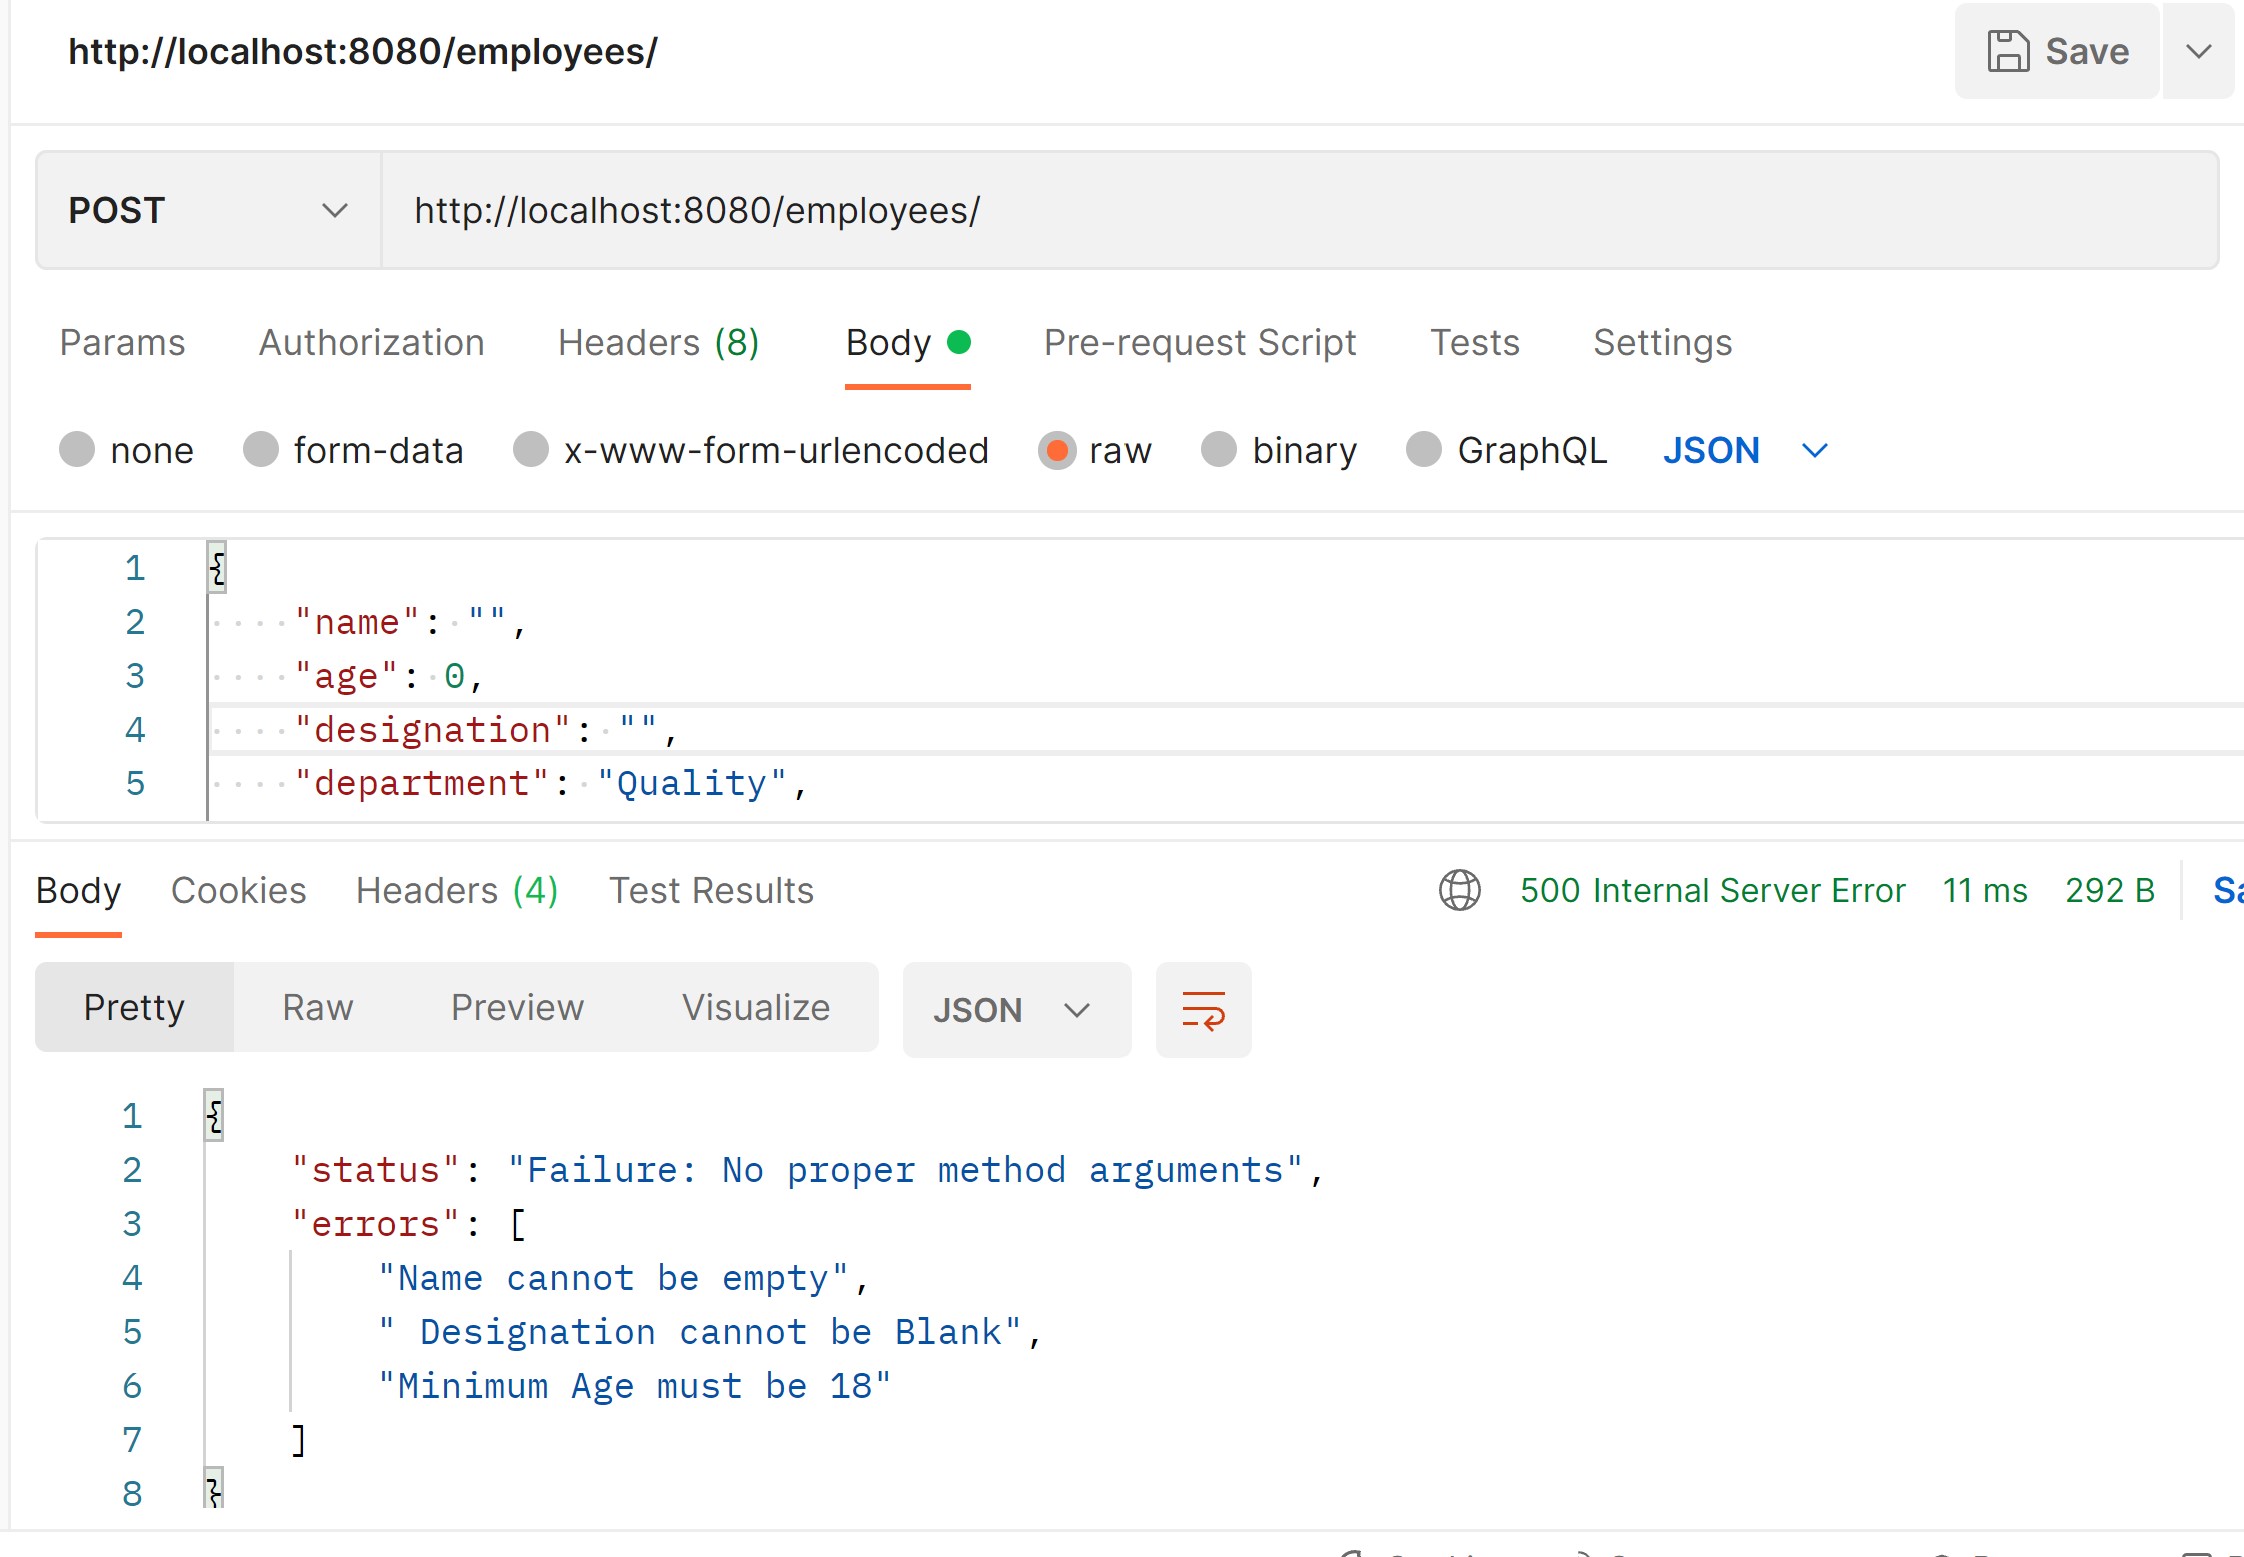 http://localhost:8080/employees/ Save
POST http://localhost:8080/employees/
Params Authorization Headers (8) Body Pre-request Script Tests Settings
none form-data x-www-form-urlencoded raw binary GraphQL JSON
1 {
2 "name": "",
3 "age": 0,
4 "designation": "",
5 "department": "Quality",
Body Cookies Headers (4) Test Results 500 Internal Server Error 11 ms 292 B
Pretty Raw Preview Visualize JSON
1 {
2 "status": "Failure: No proper method arguments",
3 "errors": [
4 "Name cannot be empty",
5 " Designation cannot be Blank",
6 "Minimum Age must be 18"
7 ]
8 }